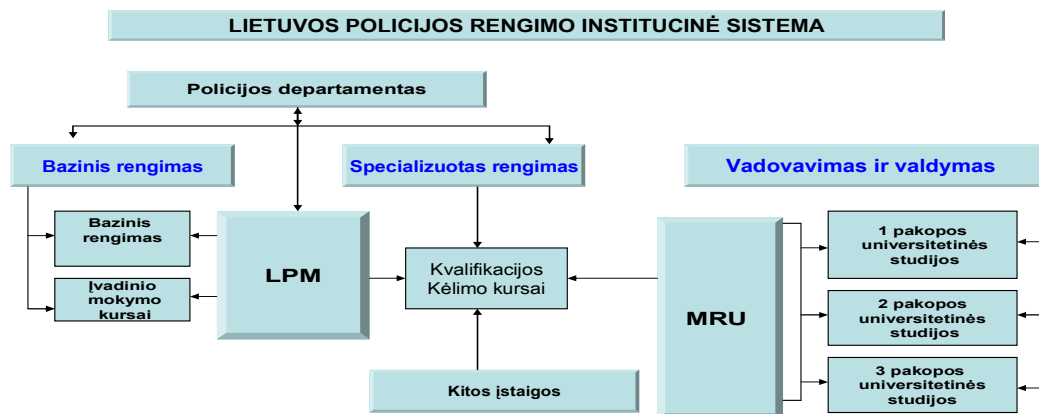 LIETUVOS POLICIJOS RENGIMO INSTITUCINĖ SISTEMA
Policijos departamentas
Bazinis rengimas
Specializuotas rengimas
Vadovavimas ir valdymas
Bazinis
rengimas
Įvadinio
mokymo
kursai
LPM
Kvalifikacijos
Kėlimo kursai
Kitos įstaigos
MRU
1 pakopos
universitetinės
studijos
2 pakopos
universitetinės
studijos
3 pakopos
universitetinės
studijos